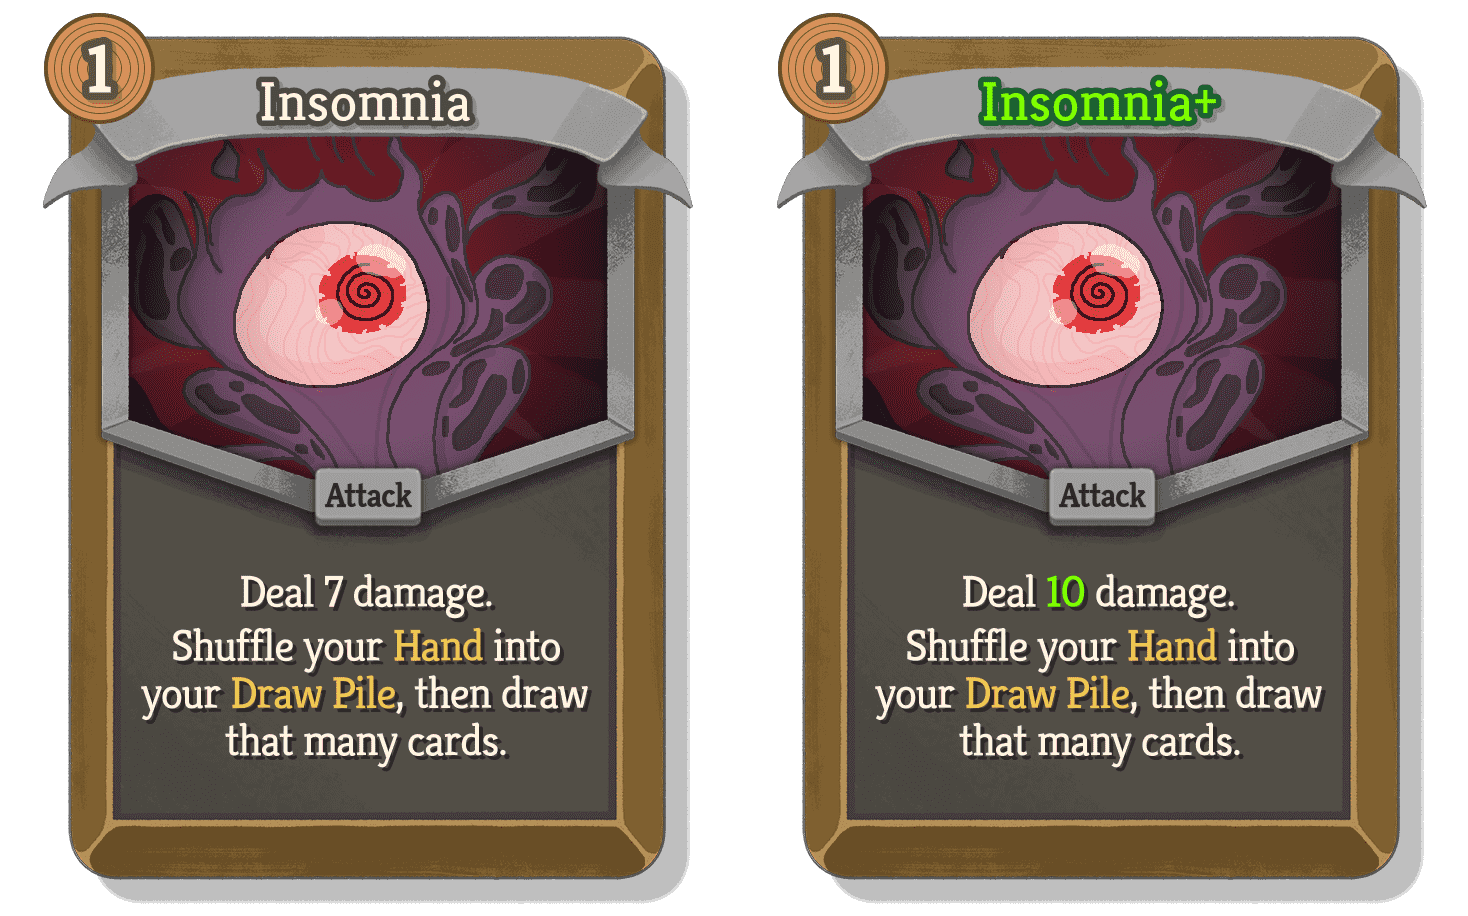 1
Insomnia
Attack
Deal 7 damage.
Shuffle your Hand into
your Draw Pile, then draw
that many cards.
1
Insomnia+
Attack
Deal 10 damage.
Shuffle your Hand into
your Draw Pile, then draw
that many cards.